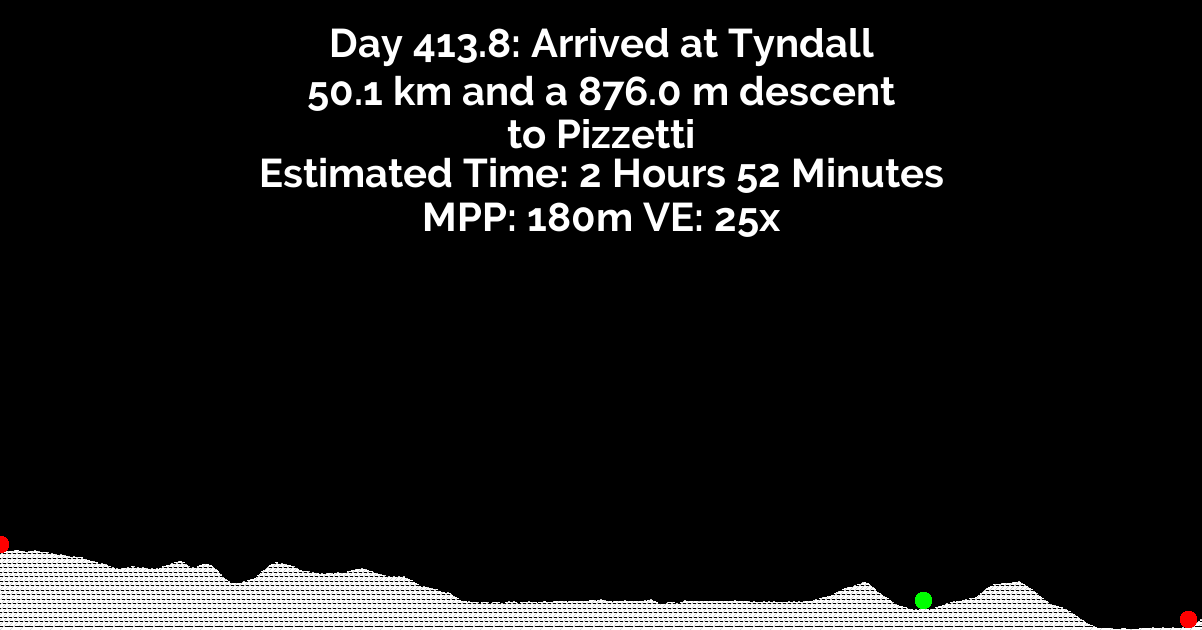 Day 413.8: Arrived at Tyndall
50.1 km and a 876.0 m descent
to Pizzetti
Estimated Time: 2 Hours 52 Minutes
MPP: 180m VE: 25x